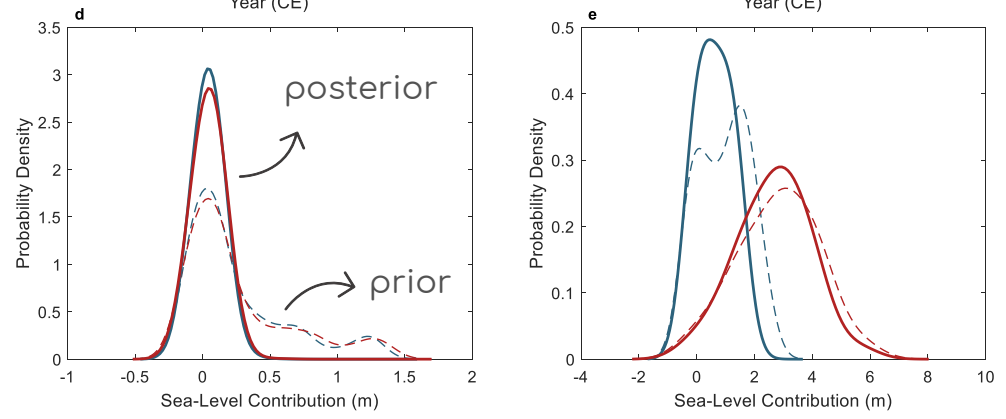 Year (CE)
Year (CE)
d
3.5
3
2.5
2
1.5
1
0.5
0
Probability Density
posterior
prior
-1
-0.5
0
0.5
1
1.5
2
Sea-Level Contribution (m)
e
0.5
0.4
0.3
0.2
0.1
0
Probability Density
-4
-2
0
2
4
6
8
10
Sea-Level Contribution (m)